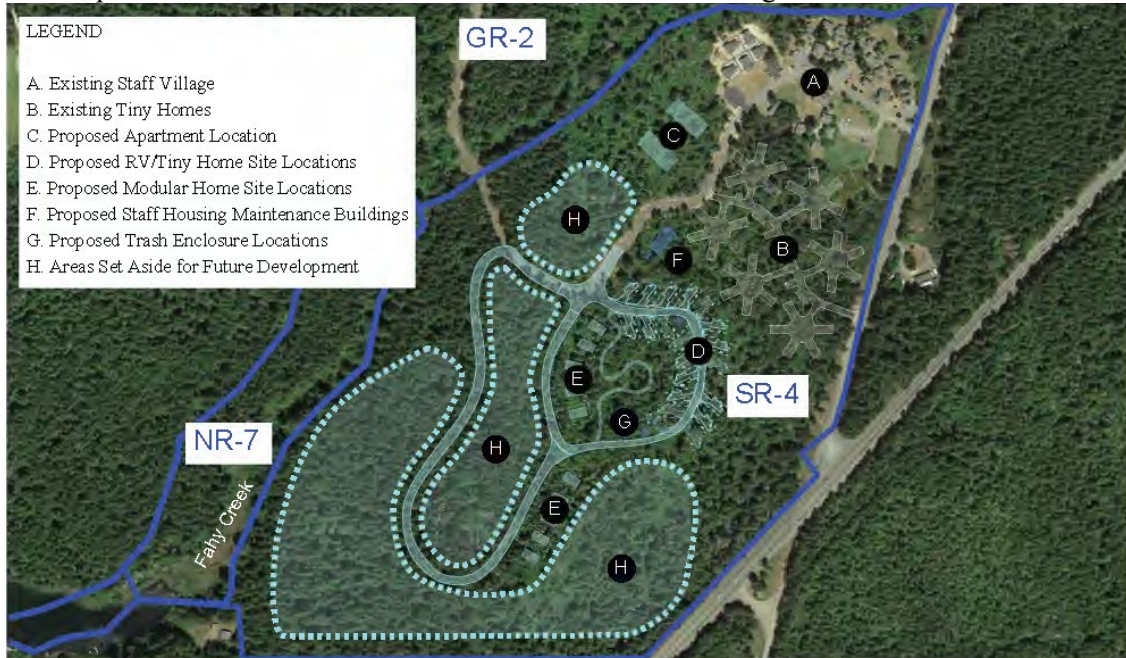 LEGEND
A. Existing Staff Village
B. Existing Tiny Homes
C. Proposed Apartment Location
D. Proposed RV/Tiny Home Site Locations
E. Proposed Modular Home Site Locations
F. Proposed Staff Housing Maintenance Buildings
G. Proposed Trash Enclosure Locations
H. Areas Set Aside for Future Development
GR-2
A
C
H
B
F
D
E
SR-4
G
NR-7
H
E
Fahy Creek
H